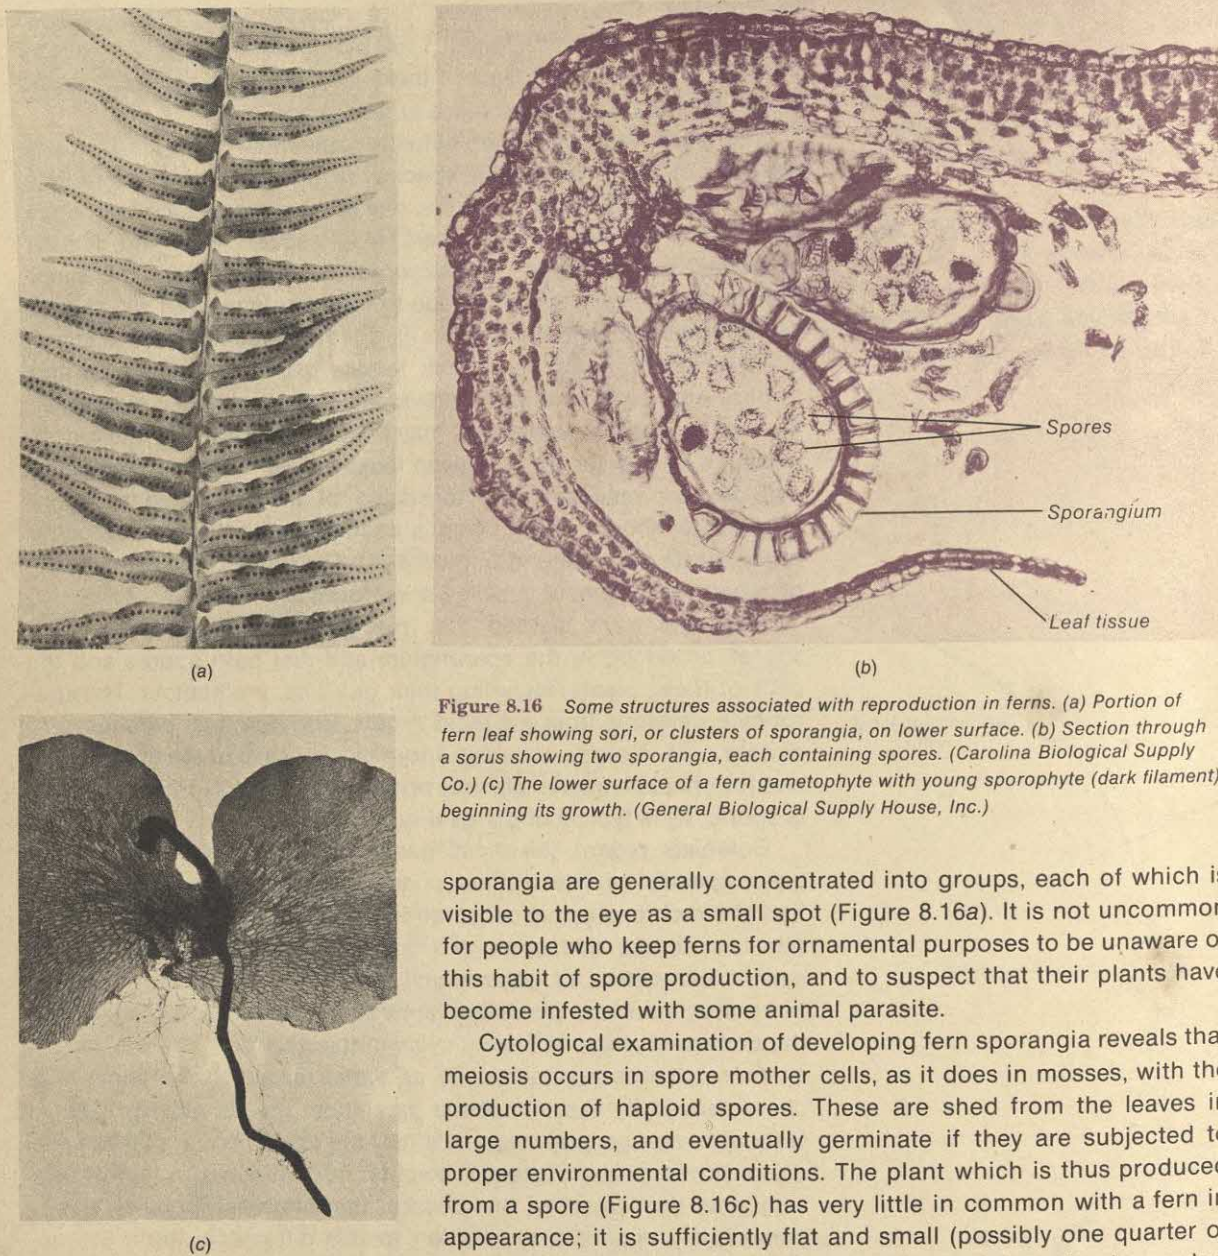 Spores
Sporangium
Leaf tissue
(a)
(b)
Figure 8.16 Some structures associated with reproduction in ferns. (a) Portion of
fern leaf showing sori, or clusters of sporangia, on lower surface. (b) Section through
a sorus showing two sporangia, each containing spores. (Carolina Biological Supply
Co.) (c) The lower surface of a fern gametophyte with young sporophyte (dark filament)
beginning its growth. (General Biological Supply House, Inc.)
sporangia are generally concentrated into groups, each of which is
visible to the eye as a small spot (Figure 8.16a). It is not uncommon
for people who keep ferns for ornamental purposes to be unaware o
this habit of spore production, and to suspect that their plants have
become infested with some animal parasite.
Cytological examination of developing fern sporangia reveals tha
meiosis occurs in spore mother cells, as it does in mosses, with the
production of haploid spores. These are shed from the leaves in
large numbers, and eventually germinate if they are subjected to
proper environmental conditions. The plant which is thus produced
from a spore (Figure 8.16c) has very little in common with a fern in
appearance; it is sufficiently flat and small (possibly one quarter o
(c)